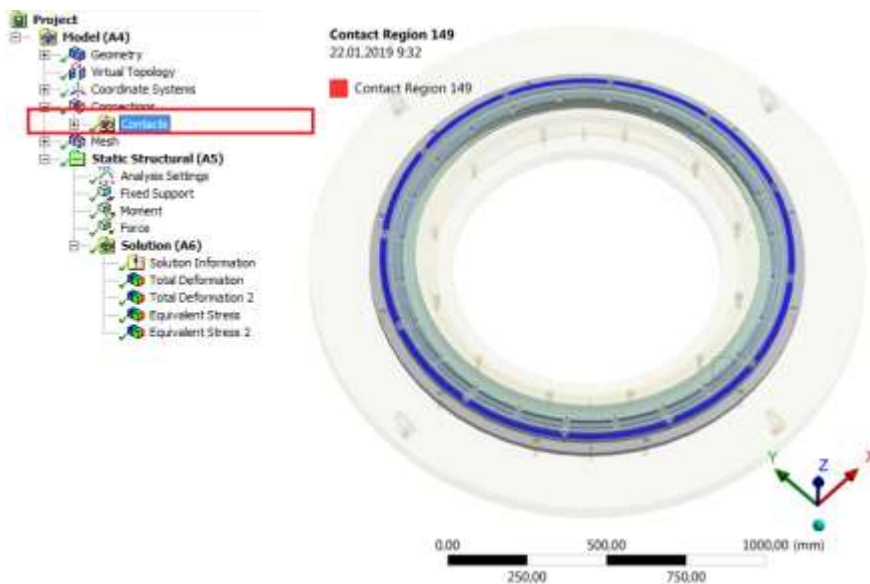 Project
Model (A4)
Geometry
Virtual Topology
Coordinate Systems
Connections
Contacts
Mesh
Static Structural (A5)
Analysis Settings
Fixed Support
Moment
Force
Solution (A6)
Solution Information
Total Deformation
Total Deformation 2
Equivalent Stress
Equivalent Stress 2
Contact Region 149
22.01.2019 9:32
Contact Region 149
Y
Z
X
0,00
500,00
1000,00 (mm)
250,00
750,00